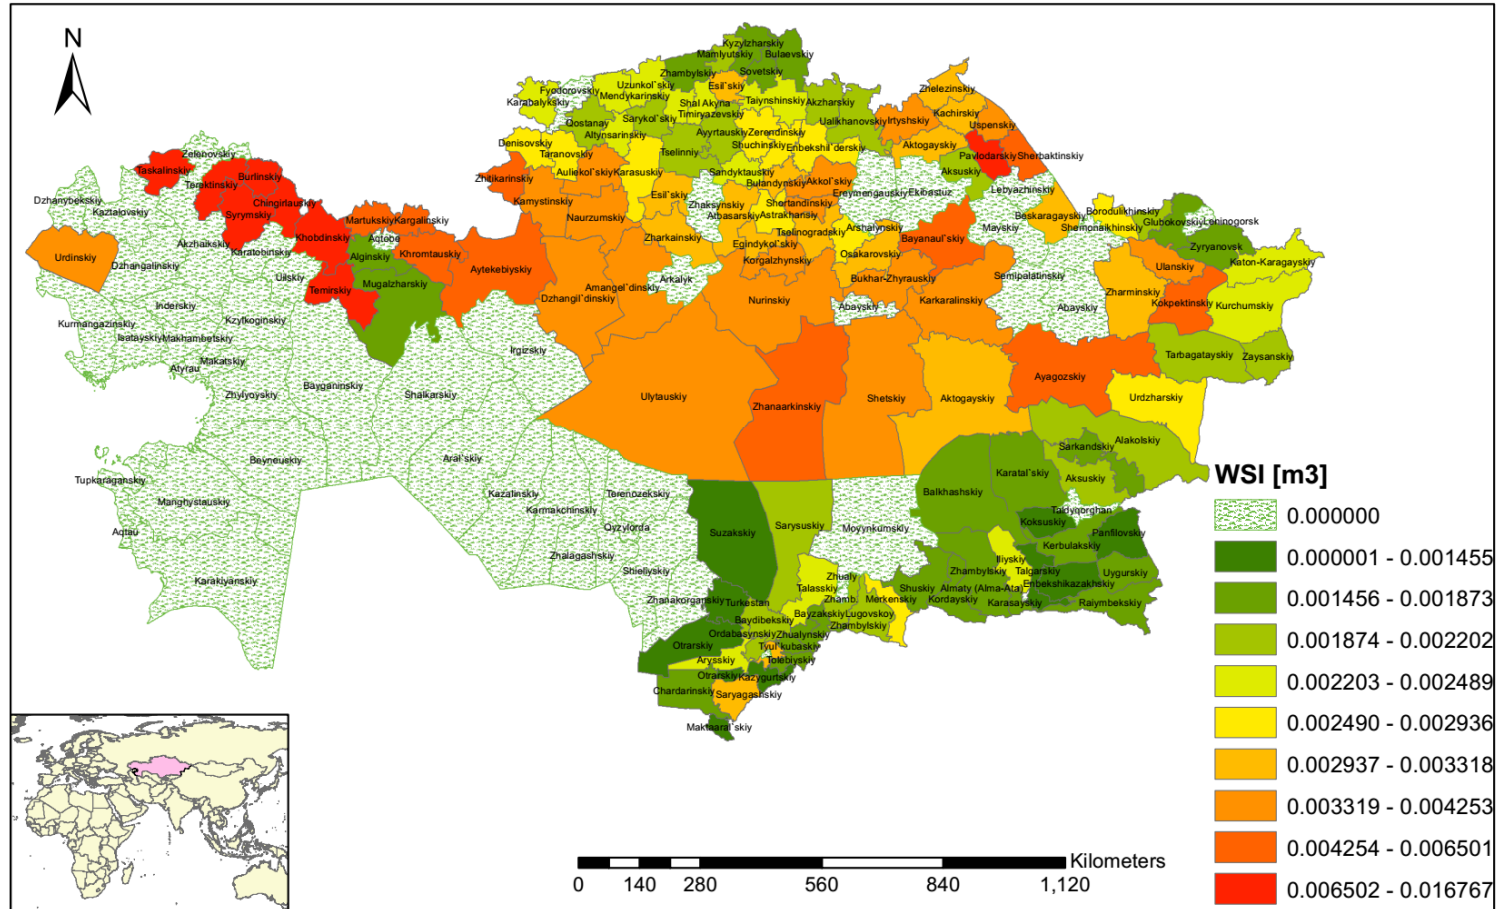 N
Kyzylzharskiy
Mamlyutskiy
Bulaevskiy
Zhambylskiy
Sovetskiy
Uzunkol`skiy
Esil`skiy
Zhelezinskiy
Fyodorovskiy
Mendykarinskiy
Taiynshinskiy
Akzharskiy
Karabalykskiy
Shal Akyna
Kachirskiy
Timiryazevskiy
Qostanay
Sarykol`skiy
Ualikhanovskiy
Irtyshskiy
Uspenskiy
Altynsarinskiy
Ayyrtauskiy
Zerendinskiy
Denisovskiy
Shuchinskiy
Enbekshil`derskiy
Aktogayskiy
Taranovskiy
Tselinniy
Pavlodarskiy
Sherbaktinskiy
Zelenovskiy
Taskalinskiy
Auliekol`skiy
Karasuskiy
Sandyktauskiy
Aksuskiy
Burlinskiy
Terektinskiy
Zhitikarinskiy
Bulandynskiy
Akkol`skiy
Ereymengauskiy
Ekibastuz
Lebyazhinskiy
Dzhanybekskiy
Kaztalovskiy
Chingirlauskiy
Kamystinskiy
Esil`skiy
Zhaksynskiy
Shortandinskiy
Syrymskiy
Martukskiy
Kargalinskiy
Naurzumskiy
Atbasarskiy
Astrakhanskiy
Beskaragayskiy
Borodulikhinskiy
Glubokovskiy
Leninogorsk
Akzhaikskiy
Khobdinskiy
Aqtobe
Zharkainskiy
Tselinogradskiy
Arshalynskiy
Mayskiy
Shemonaikhinskiy
Urdinskiy
Karatobinskiy
Alginskiy
Khromtauskiy
Egindykol`skiy
Osakarovskiy
Bayanaul`skiy
Zyryanovsk
Dzhangalinskiy
Aytekebiyskiy
Korgalzhynskiy
Ulanskiy
Katon-Karagayskiy
Uilskiy
Mugalzharskiy
Arkalyk
Bukhar-Zhyrauskiy
Semipalatinskiy
Temirskiy
Amangel`dinskiy
Zharminskiy
Dzhangil`dinskiy
Nurinskiy
Karkaralinskiy
Kokpektinskiy
Inderskiy
Abayskiy
Abayskiy
Kurchumskiy
Kurmangazinskiy
Kzylkoginskiy
Isatayskiy
Makhambetskiy
Irgizskiy
Tarbagatayskiy
Zaysanskiy
Makatskiy
Atyrau
Bayganinskiy
Ayagozskiy
Zhylyoyskiy
Shalkarskiy
Ulytauskiy
Zhanaarkinskiy
Shetskiy
Aktogayskiy
Urdzharskiy
Alakolskiy
Sarkandskiy
Beyneuskiy
Aral`skiy
Karatal`skiy
Aksuskiy
Tupkaraganskiy
Manghystauskiy
Kazalinskiy
Terenozekskiy
Balkhashskiy
Karmakchinskiy
Taldyqorghan
Aqtau
Qyzylorda
Suzakskiy
Sarysuskiy
Moyynkumskiy
Koksuskiy
Panfilovskiy
Kerbulakskiy
Zhalagashskiy
Iliyskiy
Karakiyanskiy
Shieliyskiy
Zhualy
Zhambylskiy
Talgarskiy
Uygurskiy
Talasskiy
Shuskiy
Almaty (Alma-Ata)
Enbekshikazakhskiy
Zhanakorganskiy
Turkestan
Zhamb.
Merkenskiy
Kordayskiy
Karasayskiy
Raiymbekskiy
Baydibekskiy
Bayzakskiy
Lugovskoy
Zhambylskiy
Ordabasynskiy
Zhualynskiy
Otrarskiy
Tyul`kubaskiy
Arysskiy
Tolebiyskiy
Otrarskiy
Kazygurtskiy
Chardarinskiy
Saryagashskiy
Maktaaral`skiy
WSI [m3]
0.000000
0.000001 - 0.001455
0.001456 - 0.001873
0.001874 - 0.002202
0.002203 - 0.002489
0.002490 - 0.002936
0.002937 - 0.003318
0.003319 - 0.004253
0.004254 - 0.006501
0.006502 - 0.016767
Kilometers
0 140 280 560 840 1,120